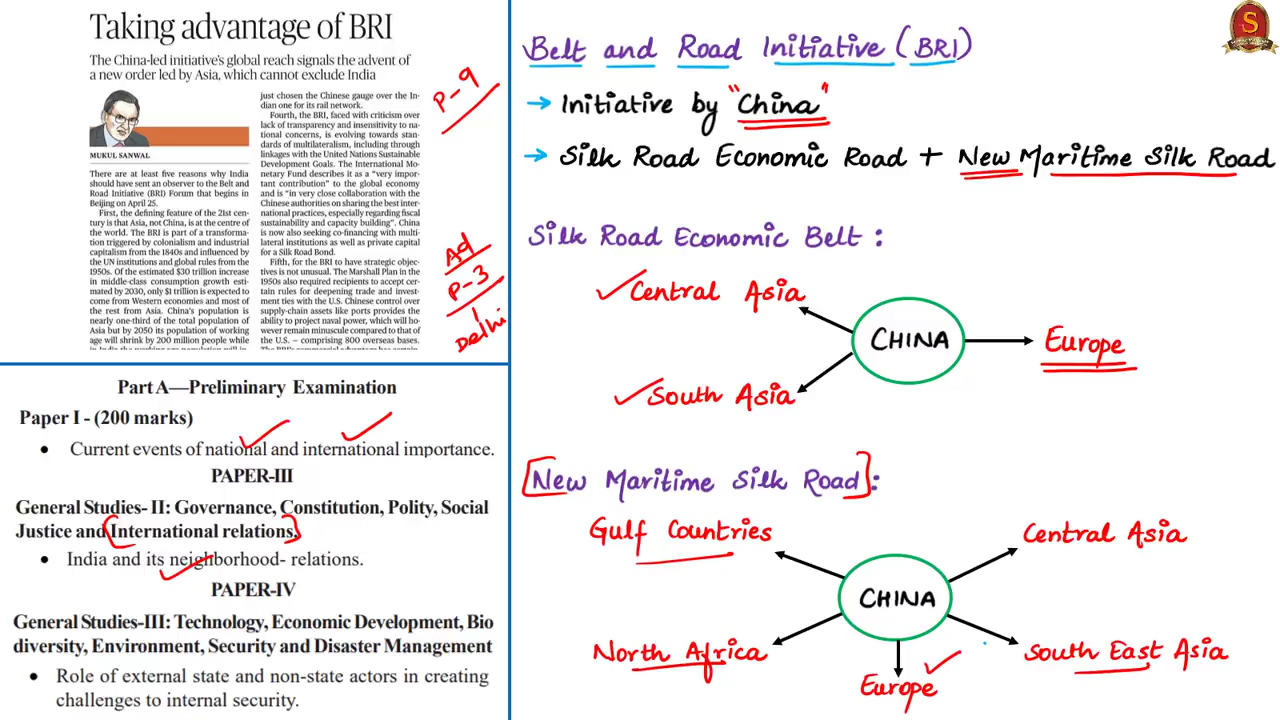 Taking advantage of BRI
The China-led initiative's global reach signals the advent of
a new order led by Asia, which cannot exclude India
MUKUL SANWAL
There are at least five reasons why India
should have sent an observer to the Belt and
Road Initiative (BRI) Forum that begins in
Beijing on April 25.
First, the defining feature of the 21st cen-
tury is that Asia, not China, is at the centre of
the world. The BRI is part of a transforma-
tion triggered by colonialism and industrial
capitalism from the 1840s and influenced by
the UN institutions and global rules from the
1950s. Of the estimated $30 trillion increase
in middle-class consumption growth esti-
mated by 2030, only $1 trillion is expected to
come from Western economies and most of
the rest from Asia. China's population is
nearly one-third of the total population of
Asia but by 2050 its population of working
age will shrink by 200 million people while
just chosen the Chinese gauge over the In-
dian one for its rail network.
Fourth, the BRI, faced with criticism over
lack of transparency and insensitivity to na-
tional concerns, is evolving towards stan-
dards of multilateralism, including through
linkages with the United Nations Sustainable
Development Goals. The International Mo-
netary Fund describes it as a "very impor-
tant contribution" to the global economy
and is "in very close collaboration with the
Chinese authorities on sharing the best inter-
national practices, especially regarding fiscal
sustainability and capacity building". China
is now also seeking co-financing with multi-
lateral institutions as well as private capital
for a Silk Road Bond.
Fifth, for the BRI to have strategic objec-
tives is not unusual. The Marshall Plan in the
1950s also required recipients to accept cer-
tain rules for deepening trade and invest-
ment ties with the U.S. Chinese control over
supply-chain assets like ports provides the
ability to project naval power, which will ho-
wever remain minuscule compared to that of
the U.S. – comprising 800 overseas bases.
P-9
Ad
P-3
Delhi
Part A—Preliminary Examination
Paper I - (200 marks)
• Current events of national and international importance.
PAPER-III
General Studies- II: Governance, Constitution, Polity, Social
Justice and International relations.
• India and its neighborhood- relations.
PAPER-IV
General Studies-III: Technology, Economic Development, Bio
diversity, Environment, Security and Disaster Management
• Role of external state and non-state actors in creating
challenges to internal security.
S
Belt and Road Initiative (BRI)
→ Initiative by "China"
→ Silk Road Economic Road + New Maritime Silk Road
Silk Road Economic Belt :
Central Asia
CHINA
Europe
South Asia
[New Maritime Silk Road] :
Gulf Countries
Central Asia
CHINA
North Africa
South East Asia
Europe